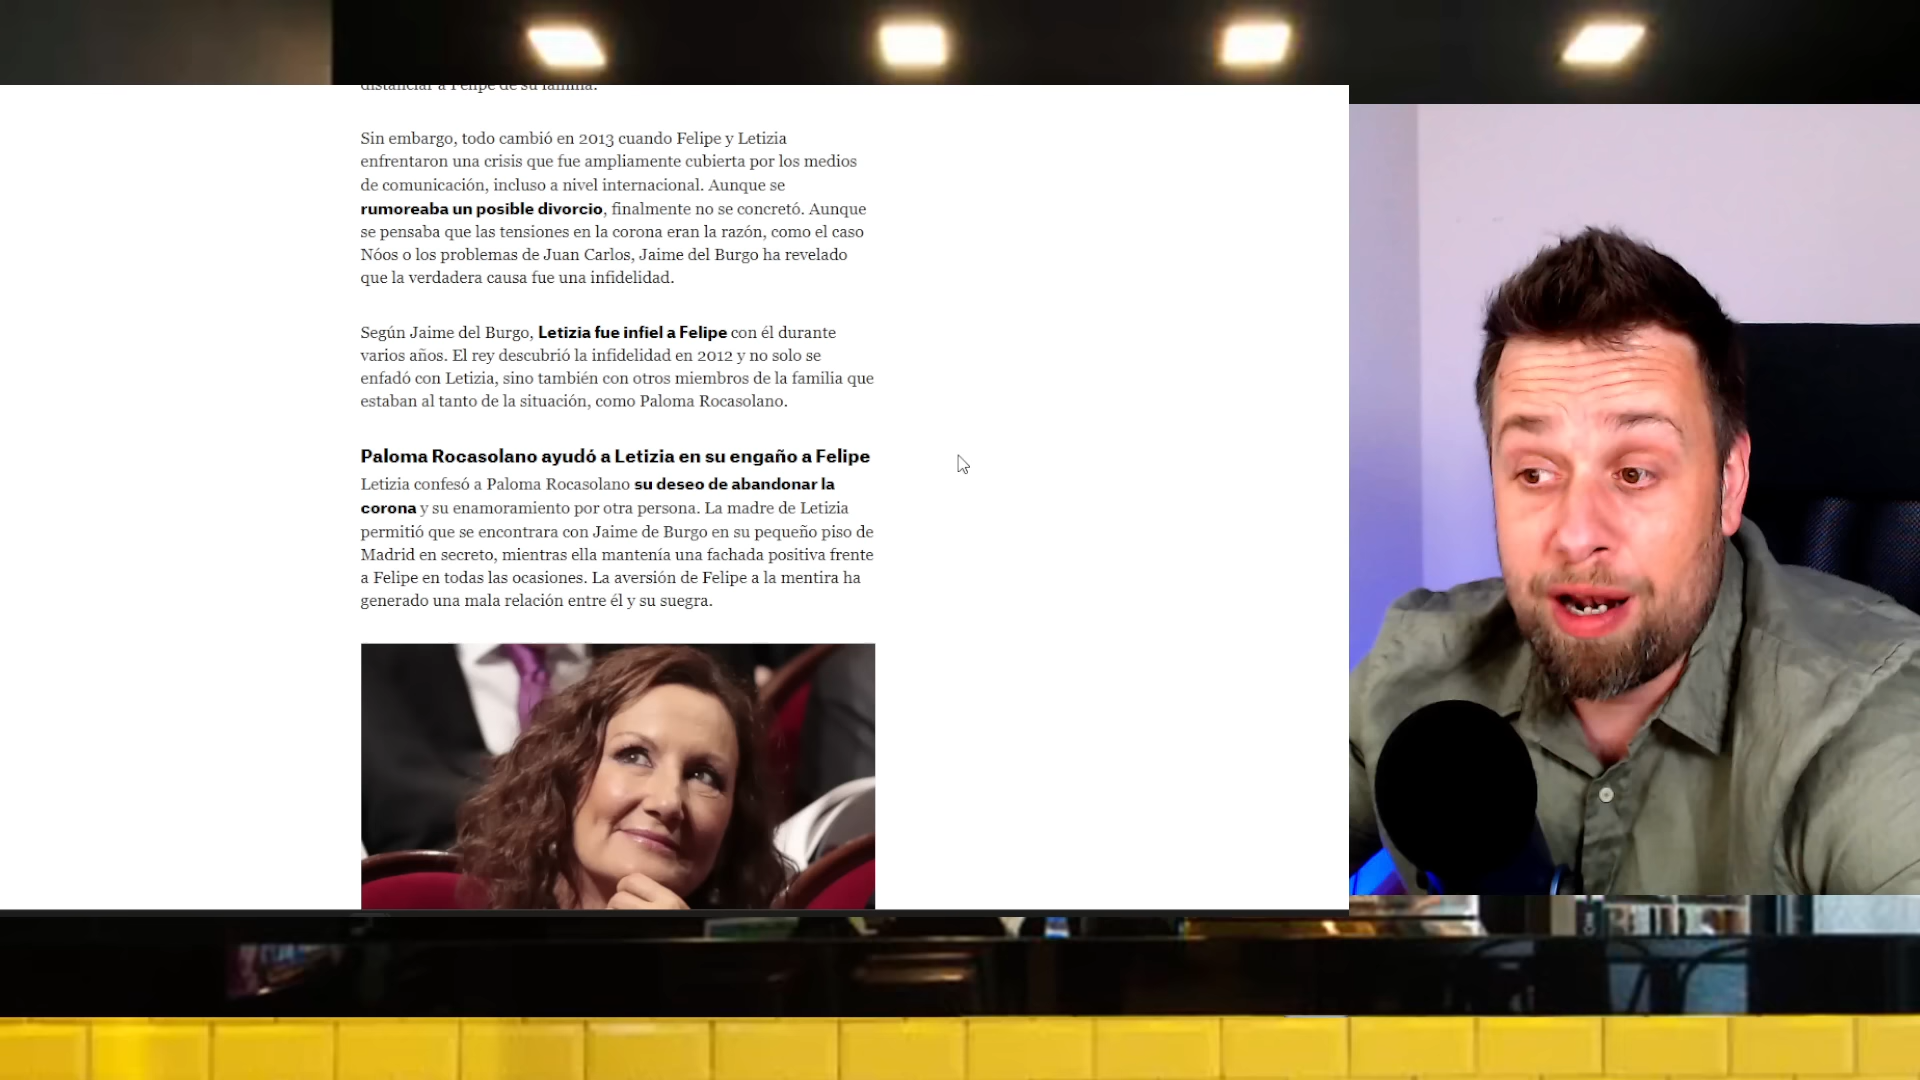 distanciar a Felipe de su familia.
Sin embargo, todo cambió en 2013 cuando Felipe y Letizia
enfrentaron una crisis que fue ampliamente cubierta por los medios
de comunicación, incluso a nivel internacional. Aunque se
rumoreaba un posible divorcio, finalmente no se concretó. Aunque
se pensaba que las tensiones en la corona eran la razón, como el caso
Nóos o los problemas de Juan Carlos, Jaime del Burgo ha revelado
que la verdadera causa fue una infidelidad.
Según Jaime del Burgo, Letizia fue infiel a Felipe con él durante
varios años. El rey descubrió la infidelidad en 2012 y no solo se
enfadó con Letizia, sino también con otros miembros de la familia que
estaban al tanto de la situación, como Paloma Rocasolano.
Paloma Rocasolano ayudó a Letizia en su engaño a Felipe
Letizia confesó a Paloma Rocasolano su deseo de abandonar la
corona y su enamoramiento por otra persona. La madre de Letizia
permitió que se encontrara con Jaime de Burgo en su pequeño piso de
Madrid en secreto, mientras ella mantenía una fachada positiva frente
a Felipe en todas las ocasiones. La aversión de Felipe a la mentira ha
generado una mala relación entre él y su suegra.